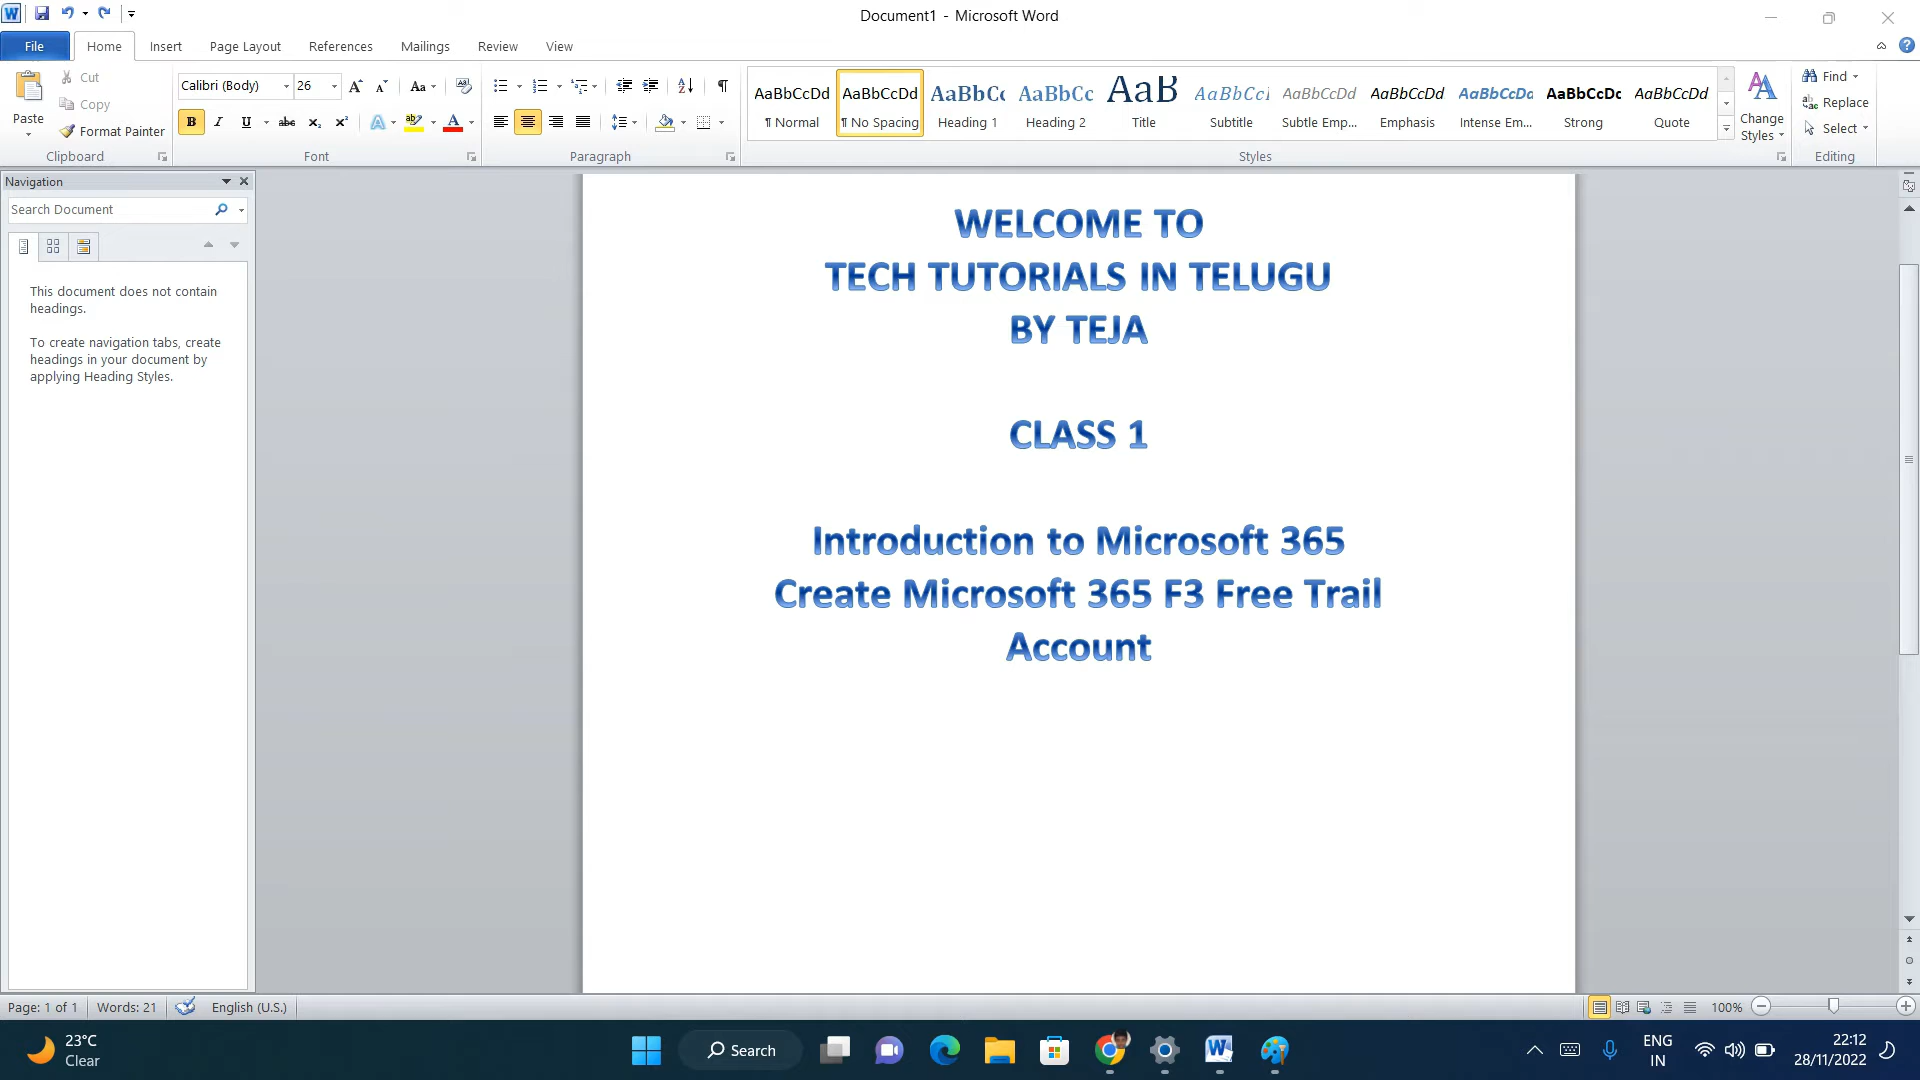 Document1 - Microsoft Word
File Home Insert Page Layout References Mailings Review View
Paste
Cut
Copy
Format Painter
Clipboard
Calibri (Body) 26
Font
Paragraph
AaBbCcDd AaBbCcDd AaBbCc AaBbCc AaB AaBbCcI AaBbCcDd AaBbCcDd AaBbCcDd AaBbCcDc AaBbCcDd
¶ Normal ¶ No Spacing Heading 1 Heading 2 Title Subtitle Subtle Emp... Emphasis Intense Em... Strong Quote
Styles
Change
Styles
Find
Replace
Select
Editing
Navigation
Search Document
This document does not contain
headings.
To create navigation tabs, create
headings in your document by
applying Heading Styles.
WELCOME TO
TECH TUTORIALS IN TELUGU
BY TEJA
CLASS 1
Introduction to Microsoft 365
Create Microsoft 365 F3 Free Trail
Account
Page: 1 of 1 Words: 21 English (U.S.) 100%
23°C
Clear
Search
ENG
IN
22:12
28/11/2022